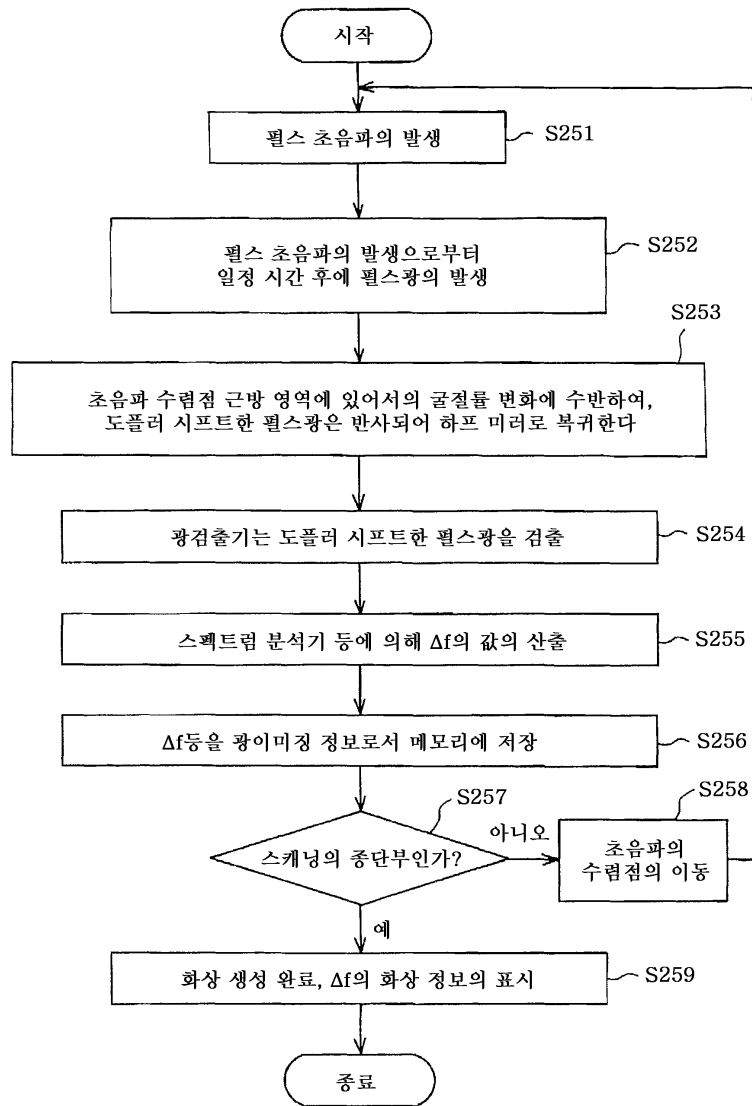 시작
펄스 초음파의 발생
S251
펄스 초음파의 발생으로부터
일정 시간 후에 펄스광의 발생
S252
S253
초음파 수렴점 근방 영역에 있어서의 굴절률 변화에 수반하여,
도플러 시프트한 펄스광은 반사되어 하프 미러로 복귀한다
광검출기는 도플러 시프트한 펄스광을 검출
S254
스펙트럼 분석기 등에 의해 Δf의 값의 산출
S255
Δf등을 광이미징 정보로서 메모리에 저장
S256
S257
스캐닝의 종단부인가?
아니오
S258
초음파의
수렴점의 이동
예
화상 생성 완료, Δf의 화상 정보의 표시
S259
종료